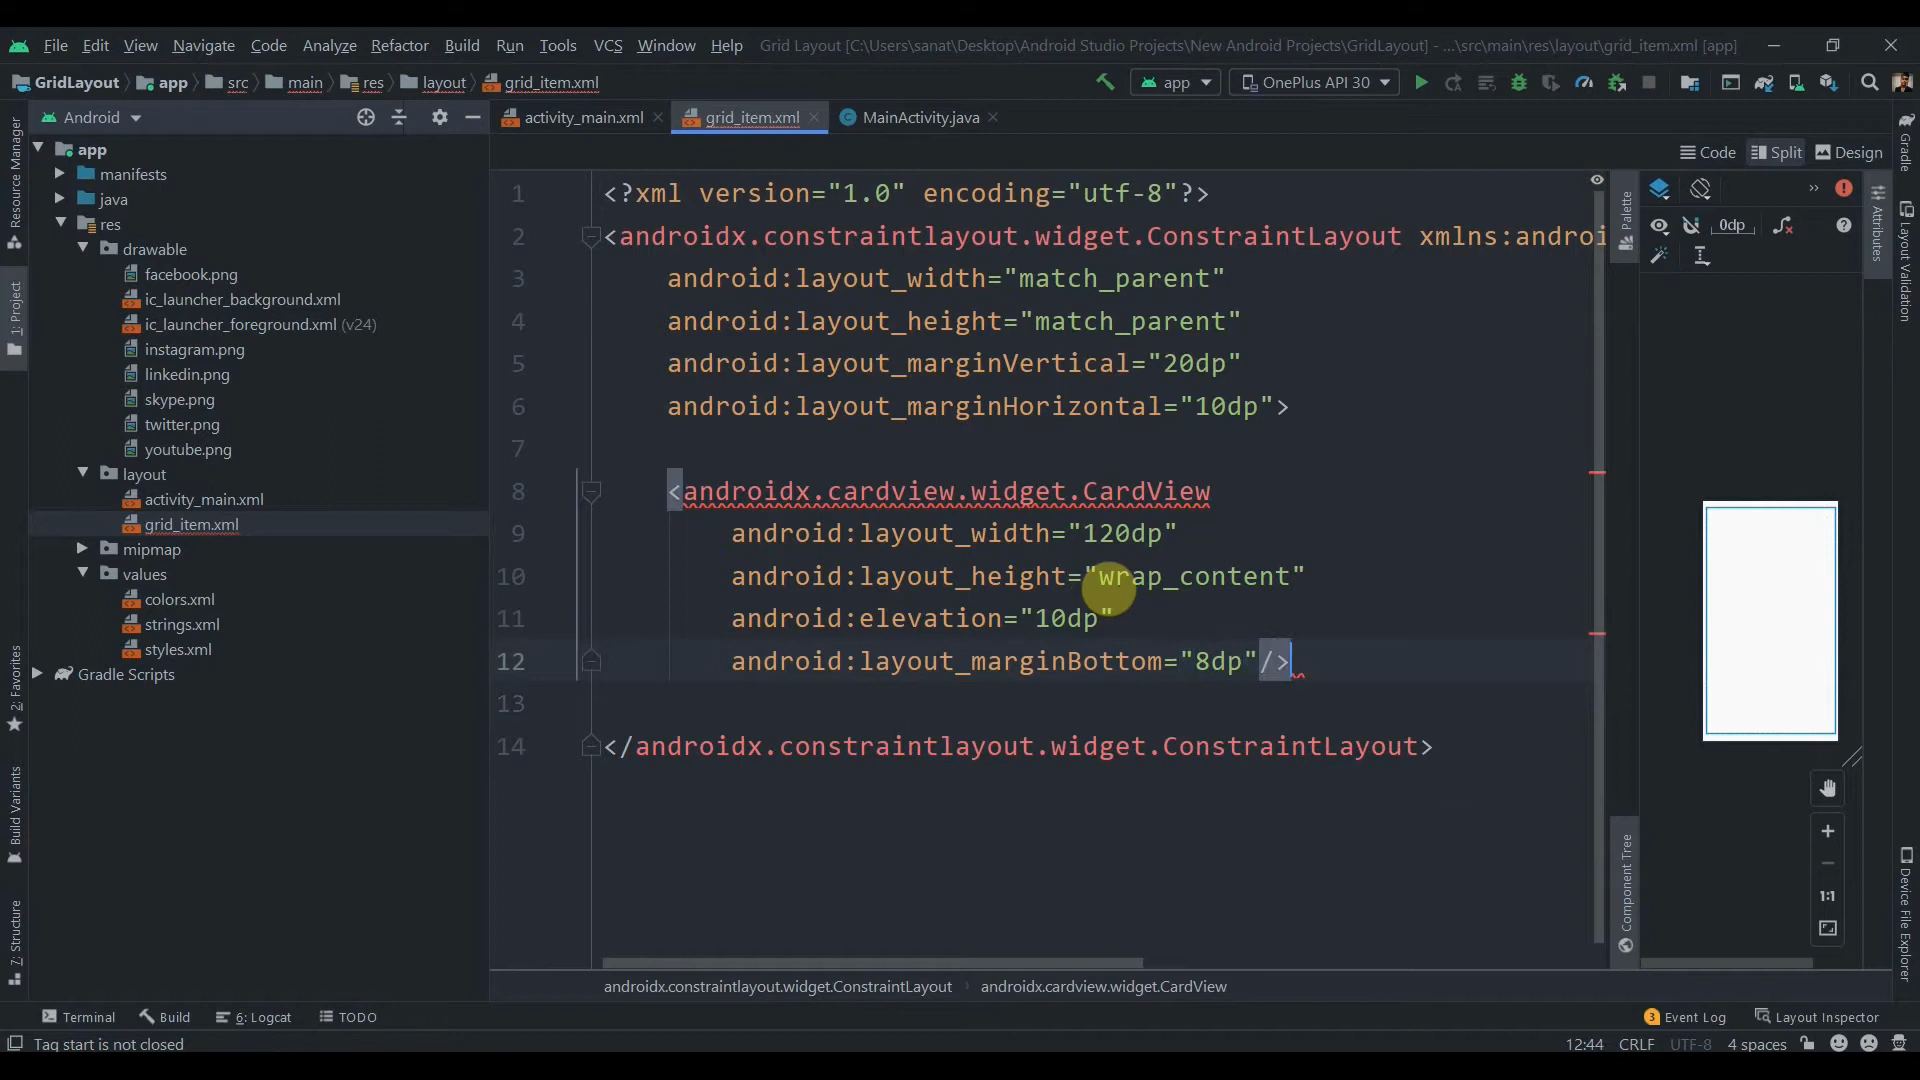 File Edit View Navigate Code Analyze Refactor Build Run Tools VCS Window Help Grid Layout [C:\Users\sanat\Desktop\Android Studio Projects\New Android Projects\GridLayout] - ...\src\main\res\layout\grid_item.xml [app]
GridLayout app src main res layout grid_item.xml app OnePlus API 30
Android activity_main.xml grid_item.xml MainActivity.java
Code Split Design
app
manifests
java
res
drawable
facebook.png
ic_launcher_background.xml
ic_launcher_foreground.xml (v24)
instagram.png
linkedin.png
skype.png
twitter.png
youtube.png
layout
activity_main.xml
grid_item.xml
mipmap
values
colors.xml
strings.xml
styles.xml
Gradle Scripts
1 <?xml version="1.0" encoding="utf-8"?>
2 <androidx.constraintlayout.widget.ConstraintLayout xmlns:androi
3 android:layout_width="match_parent"
4 android:layout_height="match_parent"
5 android:layout_marginVertical="20dp"
6 android:layout_marginHorizontal="10dp">
7
8 <androidx.cardview.widget.CardView
9 android:layout_width="120dp"
10 android:layout_height="wrap_content"
11 android:elevation="10dp"
12 android:layout_marginBottom="8dp"/>
13
14 </androidx.constraintlayout.widget.ConstraintLayout>
androidx.constraintlayout.widget.ConstraintLayout androidx.cardview.widget.CardView
Resource Manager
1: Project
2: Favorites
Build Variants
7: Structure
Palette
Component Tree
0dp
1:1
Attributes
Gradle
Layout Validation
Device File Explorer
Terminal Build 6: Logcat TODO 3 Event Log Layout Inspector
Tag start is not closed 12:44 CRLF UTF-8 4 spaces